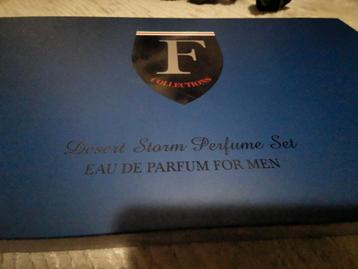 F
COLLECTIONS
Desert Storm Perfume Set
EAU DE PARFUM FOR MEN